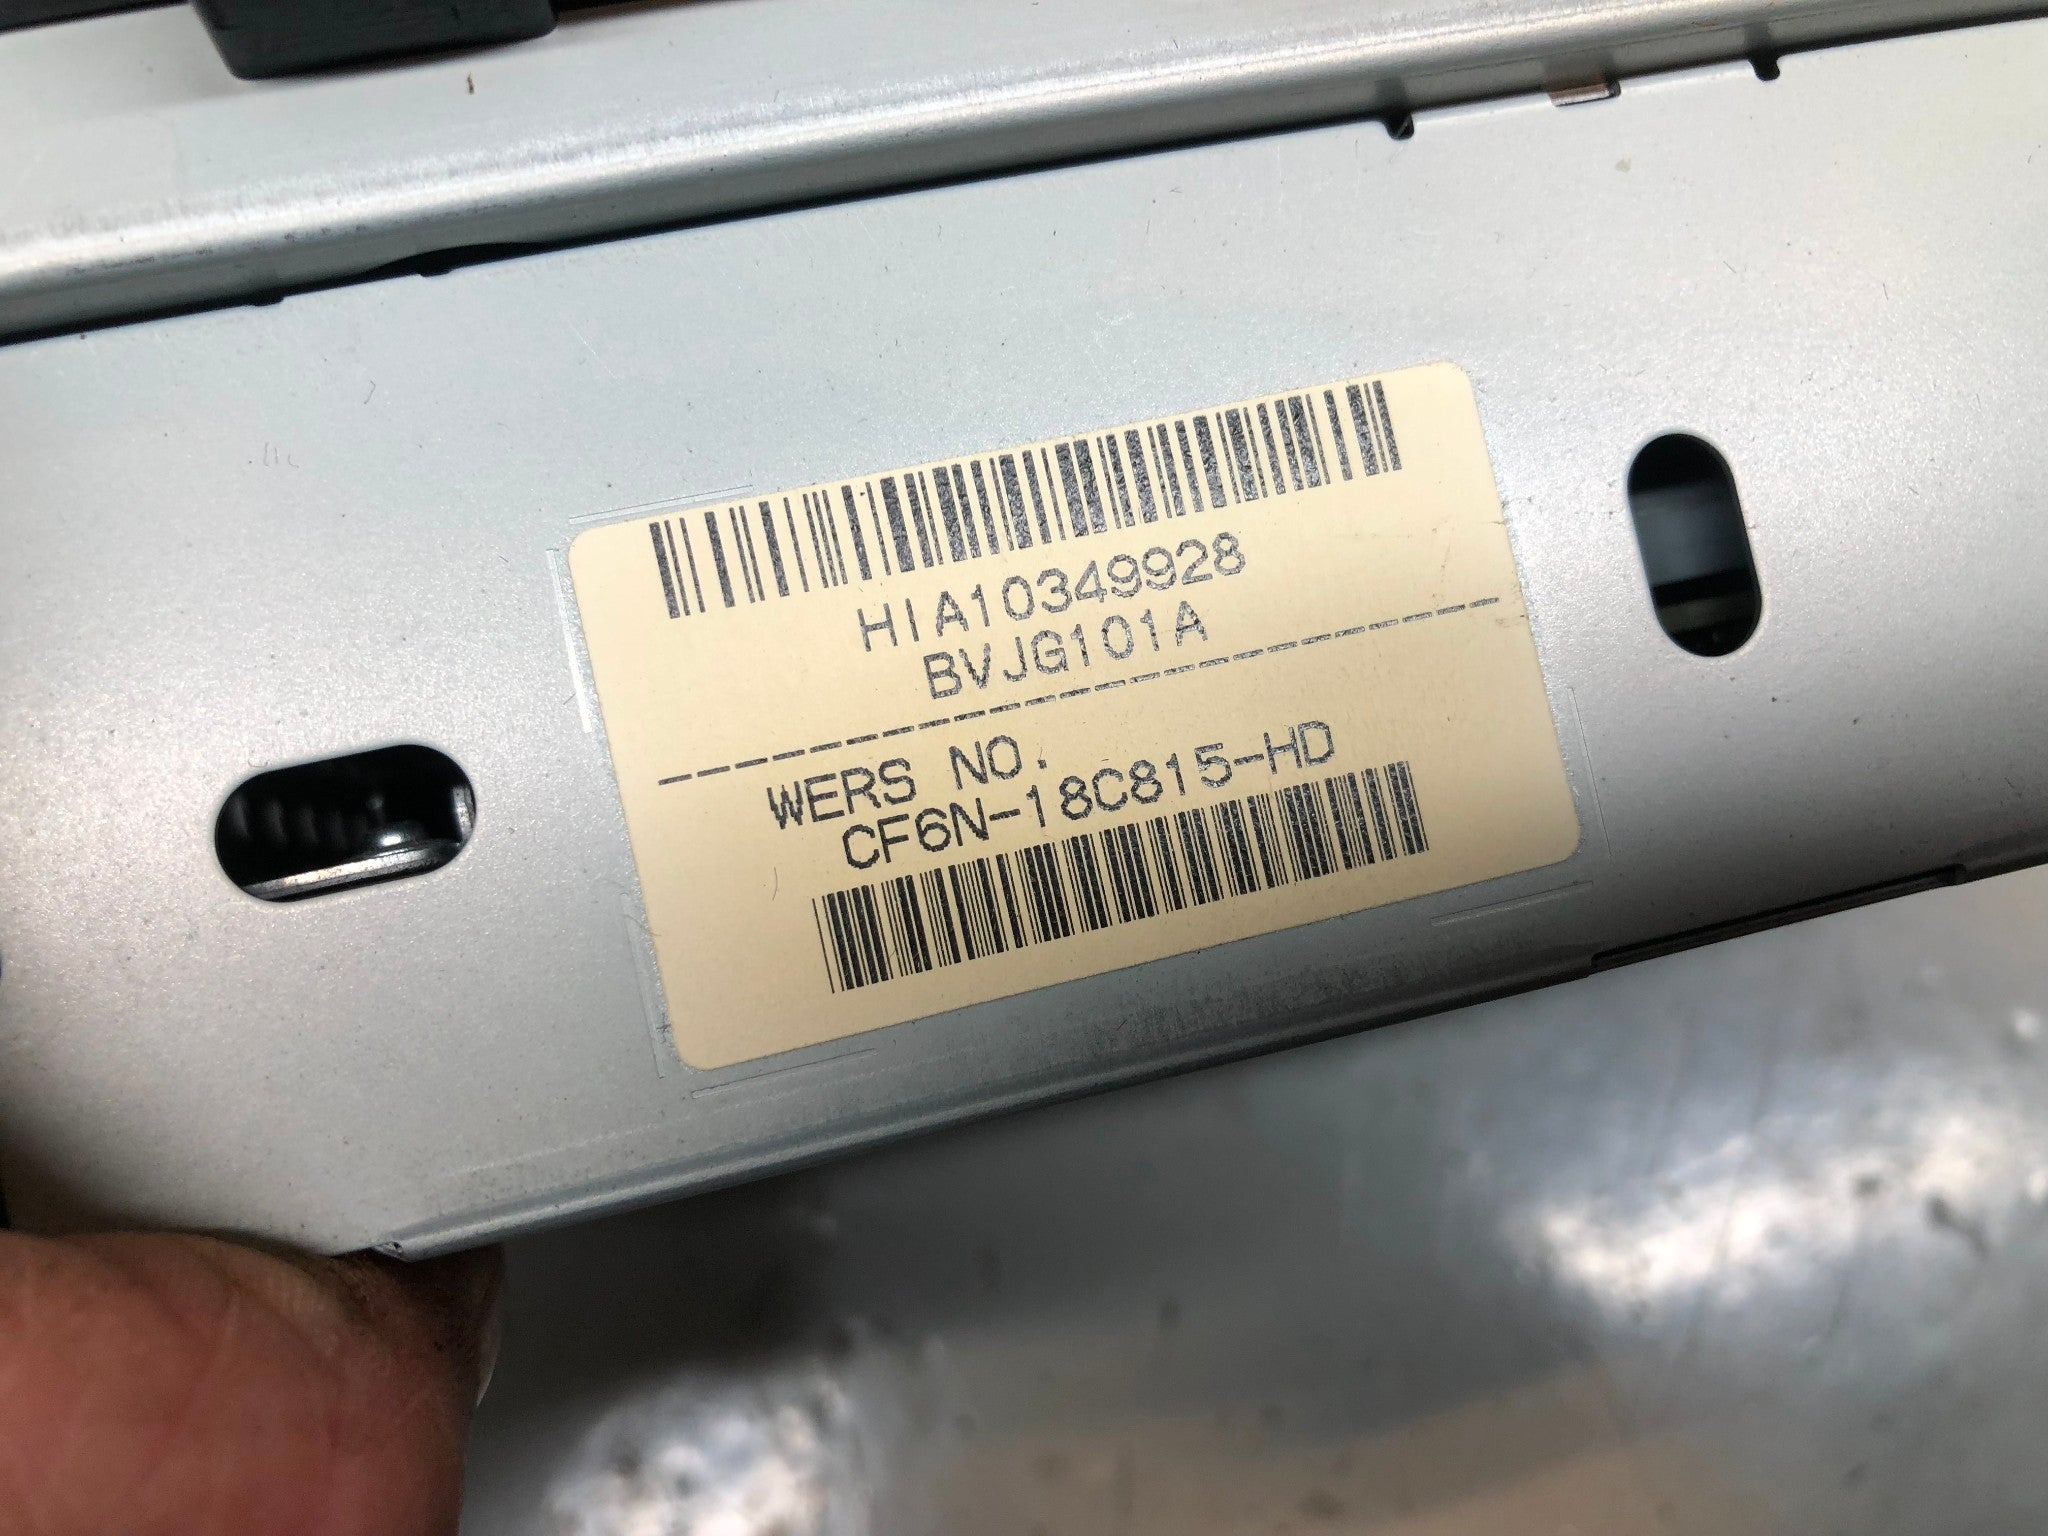 HIA10349928
BVJG101A
WERS NO.
CF6N-18C815-HD